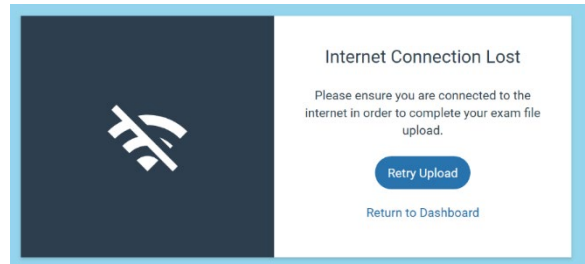 Internet Connection Lost
Please ensure you are connected to the
internet in order to complete your exam file
upload.
Retry Upload
Return to Dashboard